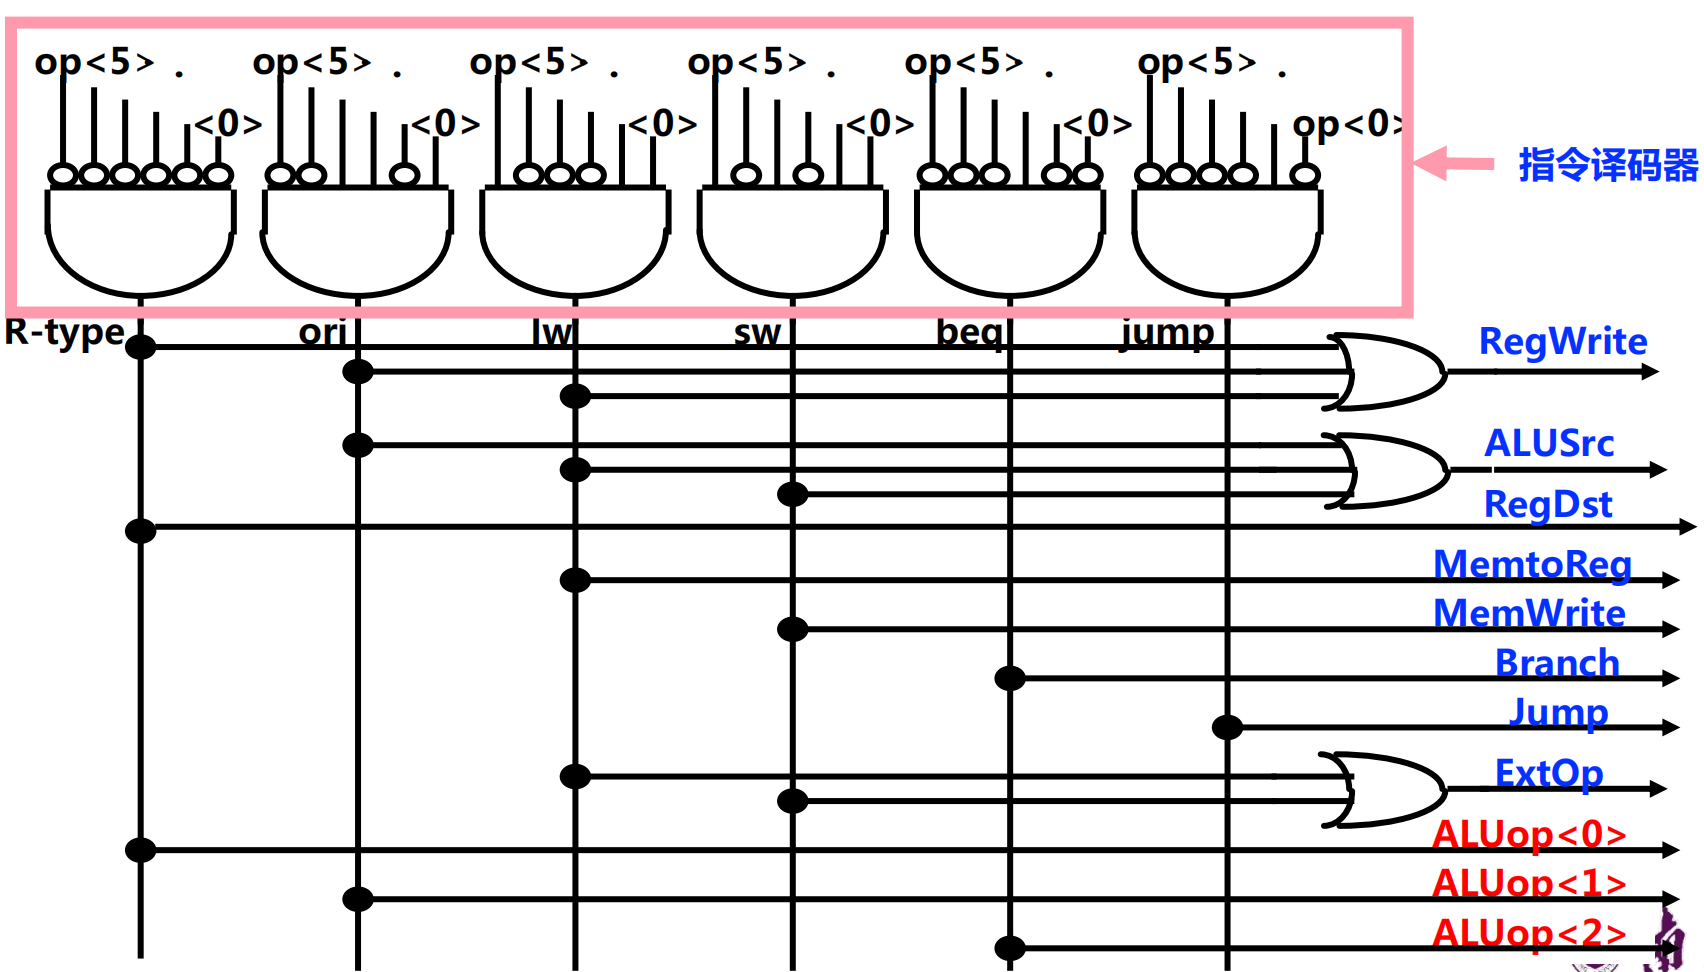 op<5> . op<5> . op<5> . op<5> . op<5> . op<5> .
<0> <0> <0> <0> <0> op<0>
指令译码器
R-type ori lw sw beq jump
RegWrite
ALUSrc
RegDst
MemtoReg
MemWrite
Branch
Jump
ExtOp
ALUop<0>
ALUop<1>
ALUop<2>